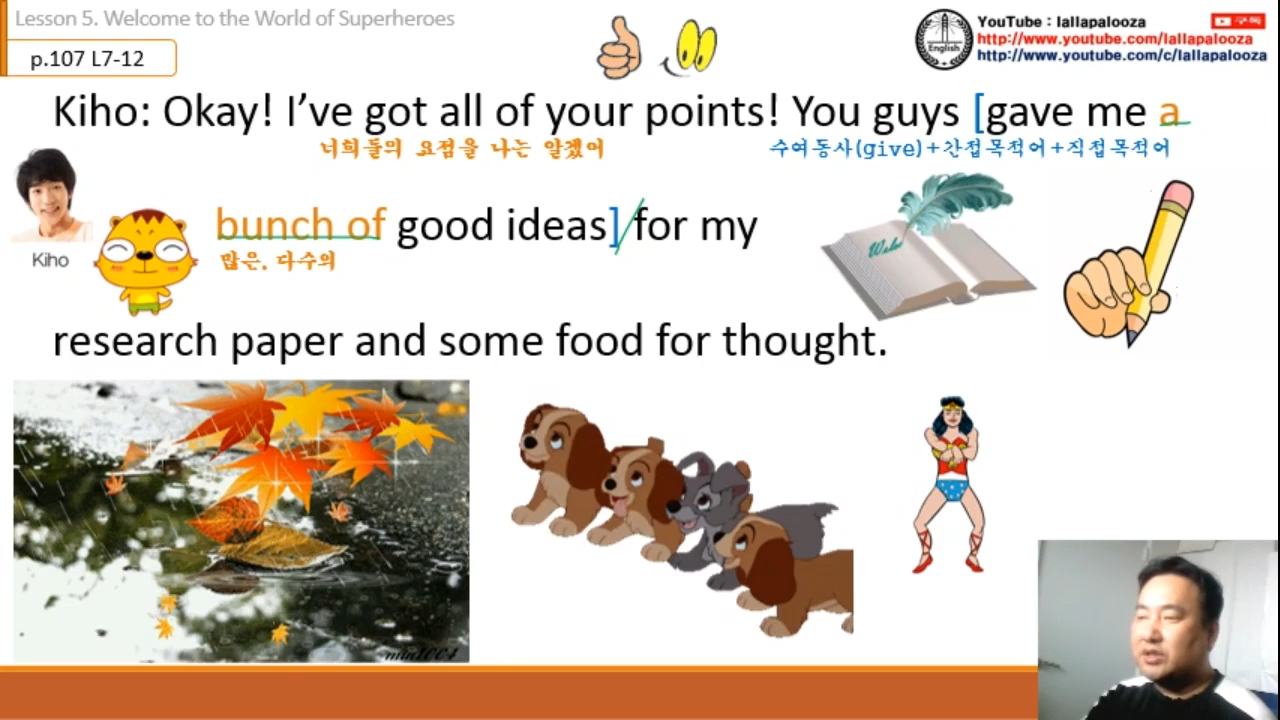 Lesson 5. Welcome to the World of Superheroes
p.107 L7-12
English
YouTube : lallapalooza
구독
http://www.youtube.com/lallapalooza
http://www.youtube.com/c/lallapalooza
Kiho: Okay! I’ve got all of your points! You guys [gave me a
너희들의 요점을 나는 알겠어
수여동사(give)+간접목적어+직접목적어
Kiho
bunch of good ideas] for my
많은, 다수의
research paper and some food for thought.
min1004